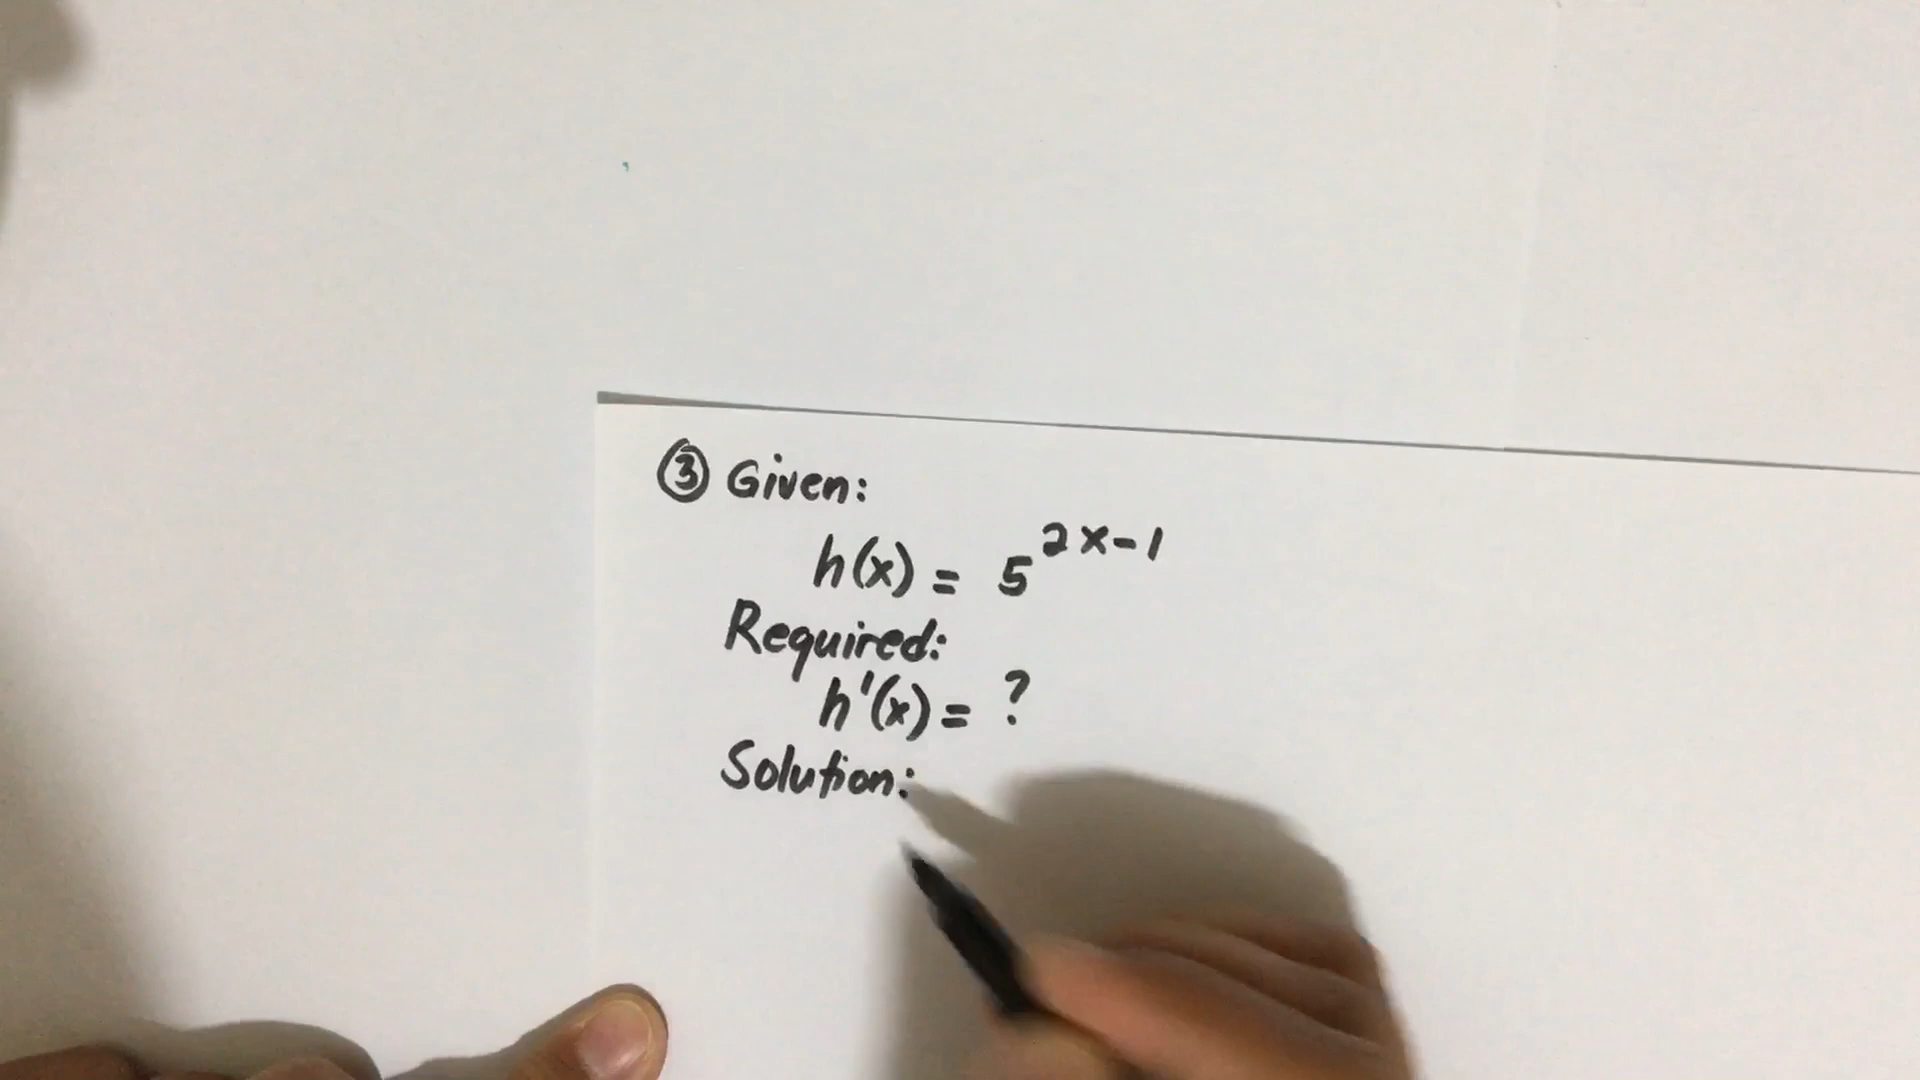 ③ Given:
h(x) = 5^{2x-1}
Required:
h'(x) = ?
Solution: